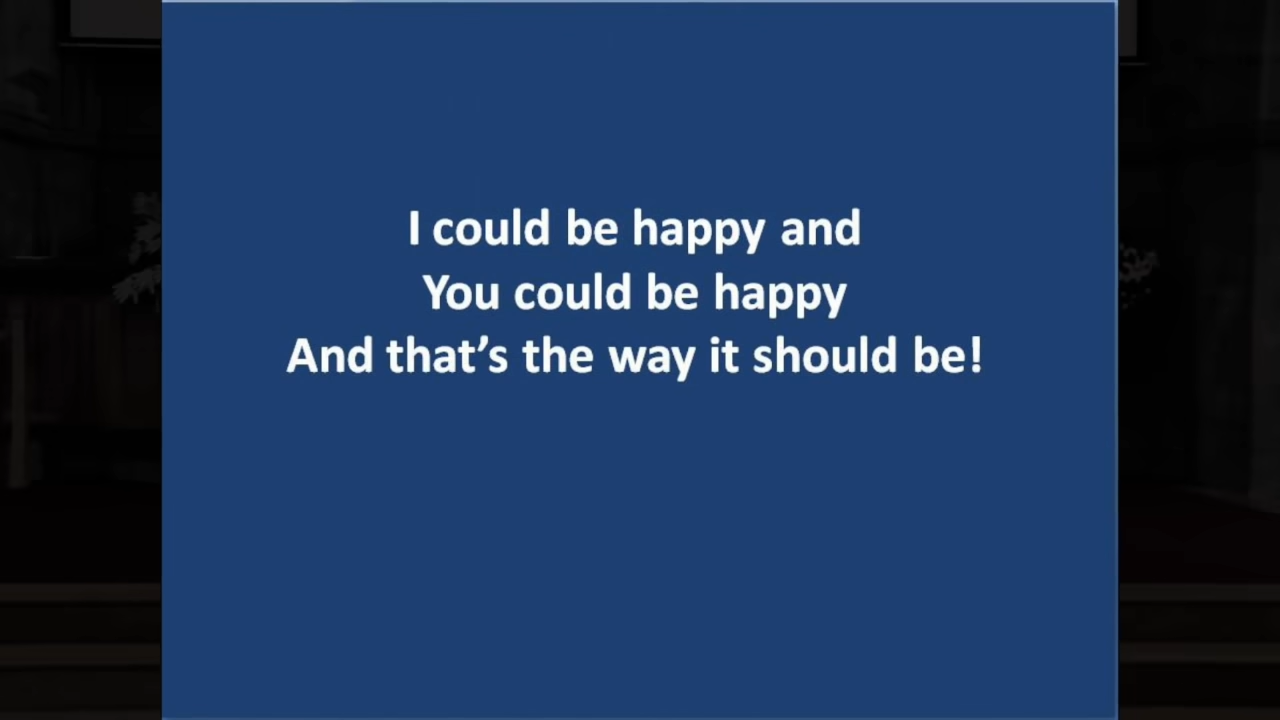 I could be happy and
You could be happy
And that’s the way it should be!